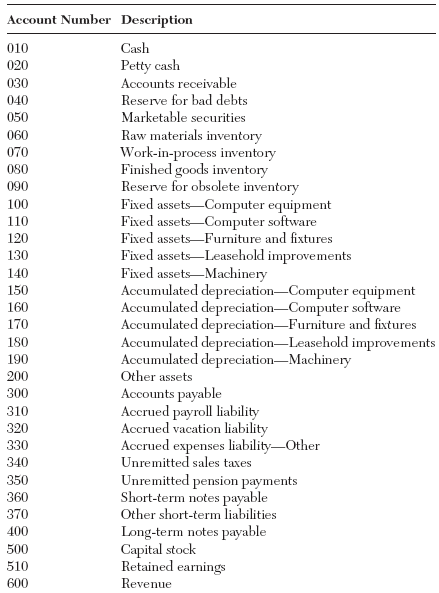 Account Number Description
010 Cash
020 Petty cash
030 Accounts receivable
040 Reserve for bad debts
050 Marketable securities
060 Raw materials inventory
070 Work-in-process inventory
080 Finished goods inventory
090 Reserve for obsolete inventory
100 Fixed assets—Computer equipment
110 Fixed assets—Computer software
120 Fixed assets—Furniture and fixtures
130 Fixed assets—Leasehold improvements
140 Fixed assets—Machinery
150 Accumulated depreciation—Computer equipment
160 Accumulated depreciation—Computer software
170 Accumulated depreciation—Furniture and fixtures
180 Accumulated depreciation—Leasehold improvements
190 Accumulated depreciation—Machinery
200 Other assets
300 Accounts payable
310 Accrued payroll liability
320 Accrued vacation liability
330 Accrued expenses liability—Other
340 Unremitted sales taxes
350 Unremitted pension payments
360 Short-term notes payable
370 Other short-term liabilities
400 Long-term notes payable
500 Capital stock
510 Retained earnings
600 Revenue